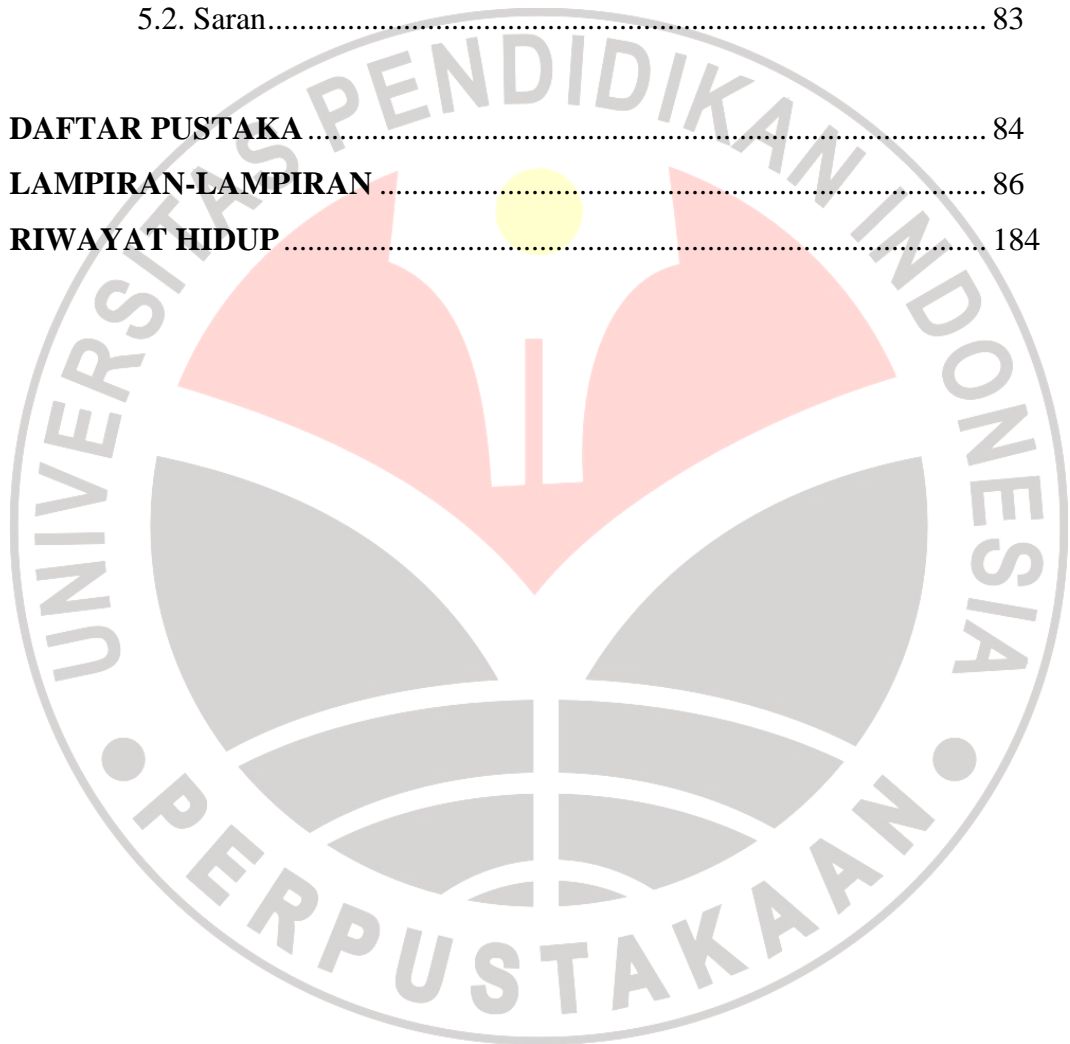 5.2. Saran.......................................................................................... 83
DAFTAR PUSTAKA..................................................................................... 84
LAMPIRAN-LAMPIRAN............................................................................ 86
RIWAYAT HIDUP........................................................................................ 184
UNIVERSITAS PENDIDIKAN INDONESIA
PERPUSTAKAAN